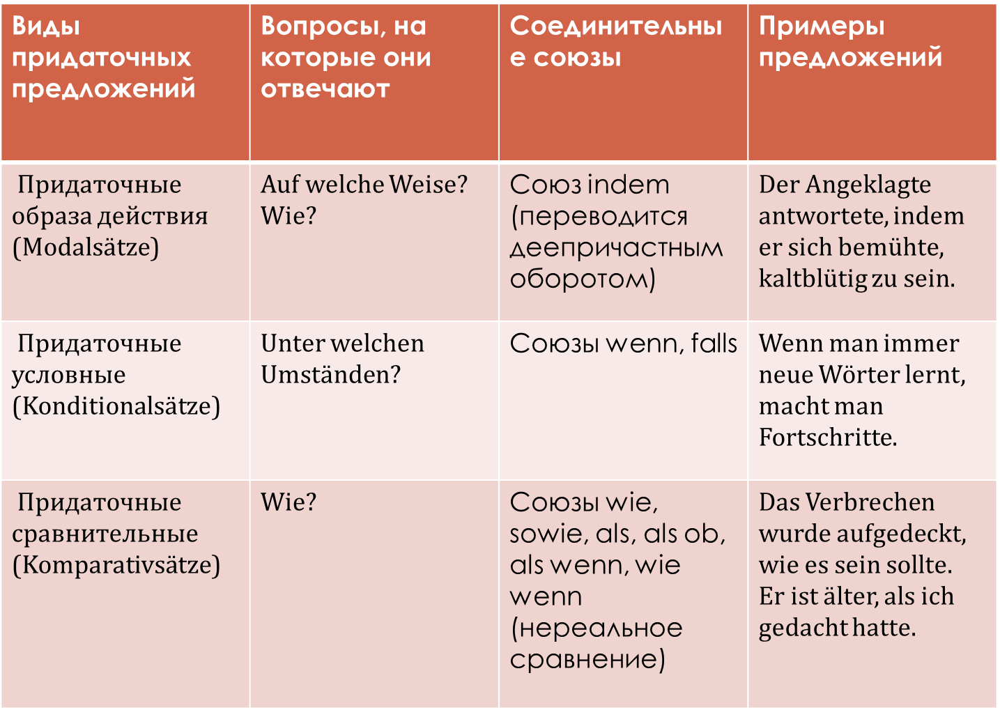 Виды
придаточных
предложений
Вопросы, на
которые они
отвечают
Соединительны
е союзы
Примеры
предложений
Придаточные
образа действия
(Modalsätze)
Auf welche Weise?
Wie?
Союз indem
(переводится
деепричастным
оборотом)
Der Angeklagte
antwortete, indem
er sich bemühte,
kaltblütig zu sein.
Придаточные
условные
(Konditionalsätze)
Unter welchen
Umständen?
Союзы wenn, falls
Wenn man immer
neue Wörter lernt,
macht man
Fortschritte.
Придаточные
сравнительные
(Komparativsätze)
Wie?
Союзы wie,
sowie, als, als ob,
als wenn, wie
wenn
(нереальное
сравнение)
Das Verbrechen
wurde aufgedeckt,
wie es sein sollte.
Er ist älter, als ich
gedacht hatte.